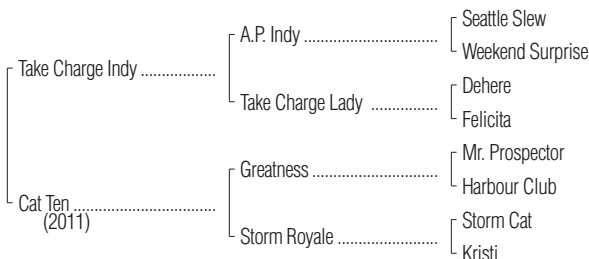 Seattle Slew
A.P. Indy ................................
Weekend Surprise
Take Charge Indy ..................
Dehere
Take Charge Lady ................
Felicita
Mr. Prospector
Greatness ..............................
Harbour Club
Cat Ten ..................................
(2011)
Storm Cat
Storm Royale ........................
Kristi